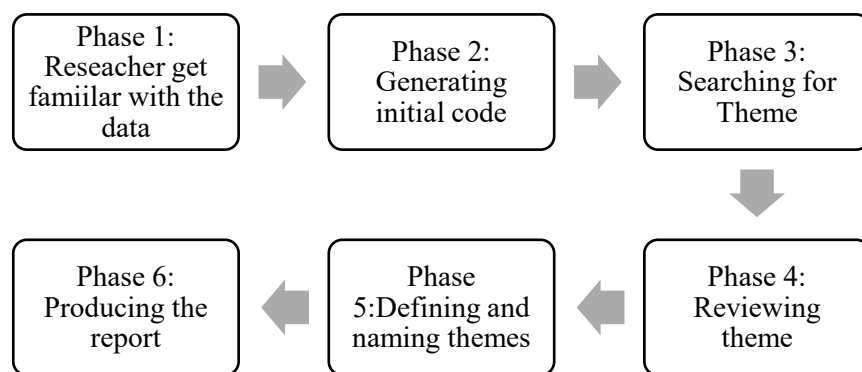 Phase 1:
Reseacher get
famiilar with the
data
Phase 2:
Generating
initial code
Phase 3:
Searching for
Theme
Phase 4:
Reviewing
theme
Phase
5:Defining and
naming themes
Phase 6:
Producing the
report